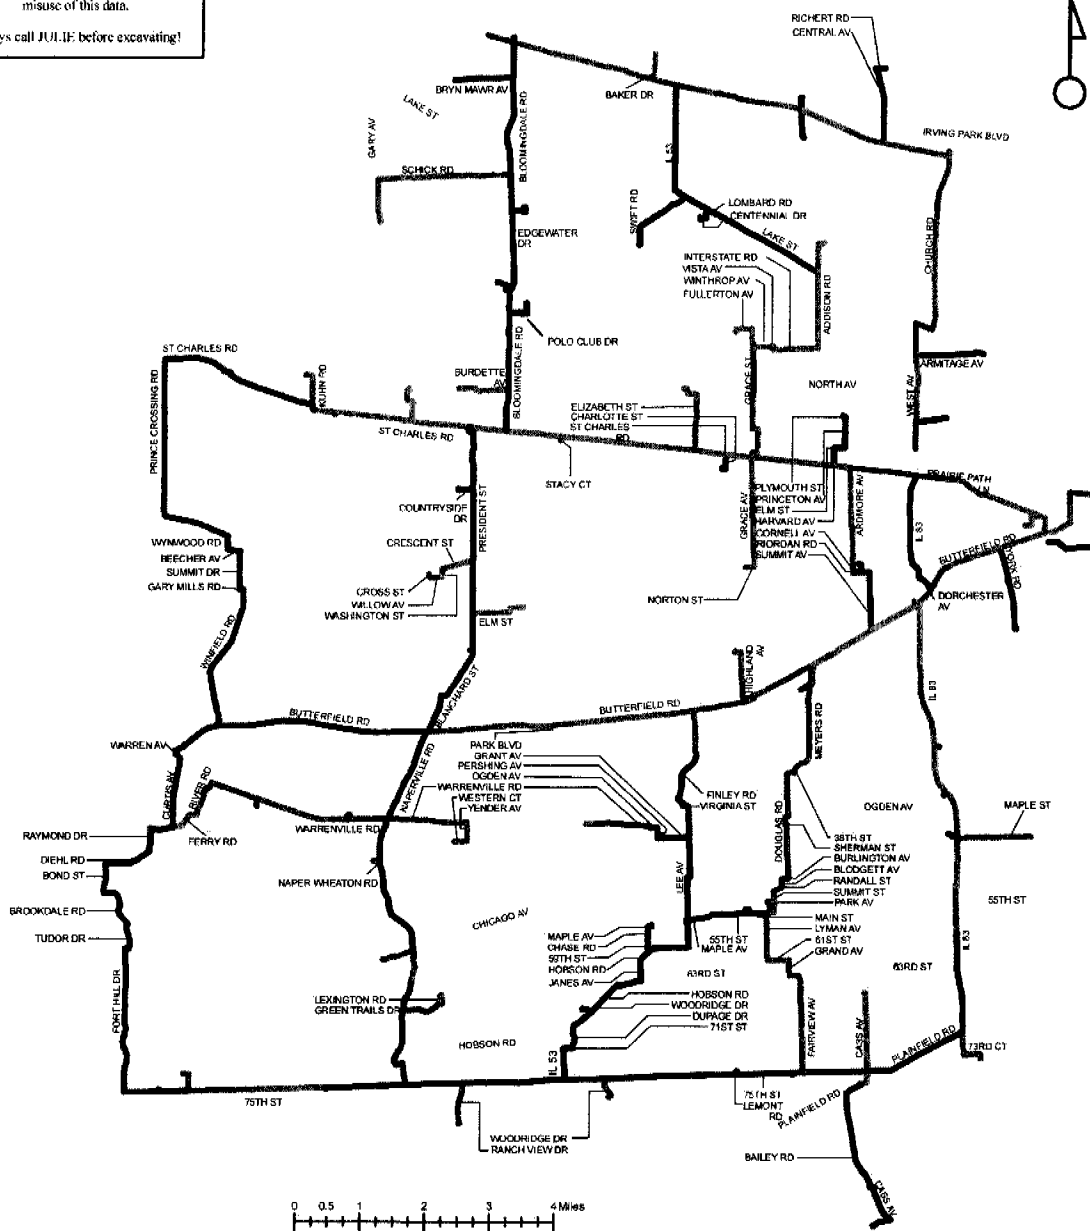 misuse of this data.
ys call JULIE before excavating!
RICHERT RD
CENTRAL AV
BRYN MAWR AV
BAKER DR
LAKE ST
GARY AV
BLOOMINGDALE RD
IRVING PARK BLVD
IL 53
SCHICK RD
SWIFT RD
LOMBARD RD
CENTENNIAL DR
EDGEWATER
DR
LAKE ST
CHURCH RD
INTERSTATE RD
VISTA AV
WINTHROP AV
FULLERTON AV
ADDISON RD
POLO CLUB DR
ST CHARLES RD
BLOOMINGDALE RD
BURDETTE
AV
KUHN RD
GRACE ST
NORTH AV
ARMITAGE AV
WEST AV
PRINCE CROSSING RD
ELIZABETH ST
CHARLOTTE ST
ST CHARLES
RD
ST CHARLES RD
STACY CT
PRAIRIE PATH
LN
PLYMOUTH ST
PRINCETON AV
ELM ST
HARVARD AV
CORNELL AV
RIORDAN RD
SUMMIT AV
GRACE AV
ARDMORE AV
IL 83
BUTTERFIELD RD
YORK RD
COUNTRYSIDE
DR
PRESIDENT ST
WYNWOOD RD
BEECHER AV
SUMMIT DR
GARY MILLS RD
CRESCENT ST
CROSS ST
WILLOW AV
WASHINGTON ST
ELM ST
NORTON ST
DORCHESTER
AV
WINFIELD RD
HIGHLAND
AV
BLANCHARD ST
IL 83
BUTTERFIELD RD
BUTTERFIELD RD
MEYERS RD
WARREN AV
CURTIS AV
RIVER RD
NAPERVILLE RD
PARK BLVD
GRANT AV
PERSHING AV
OGDEN AV
WARRENVILLE RD
WESTERN CT
YENDER AV
FINLEY RD
VIRGINIA ST
DOUGLAS RD
OGDEN AV
MAPLE ST
RAYMOND DR
FERRY RD
WARRENVILLE RD
DIEHL RD
BOND ST
BROOKDALE RD
TUDOR DR
NAPER WHEATON RD
LEE AV
38TH ST
SHERMAN ST
BURLINGTON AV
BLODGETT AV
RANDALL ST
SUMMIT ST
PARK AV
MAIN ST
LYMAN AV
61ST ST
GRAND AV
55TH ST
CHICAGO AV
MAPLE AV
CHASE RD
59TH ST
HOBSON RD
JANES AV
55TH ST
MAPLE AV
63RD ST
63RD ST
IL 83
FORT HILL DR
LEXINGTON RD
GREEN TRAILS DR
HOBSON RD
WOODRIDGE DR
DUPAGE DR
71ST ST
HOBSON RD
IL 53
FAIRVIEW AV
CASS AV
PLAINFIELD RD
73RD CT
75TH ST
75TH ST
LEMONT
RD
PLAINFIELD RD
WOODRIDGE DR
RANCH VIEW DR
BAILEY RD
CASS AV
0 0.5 1 2 3 4 Miles